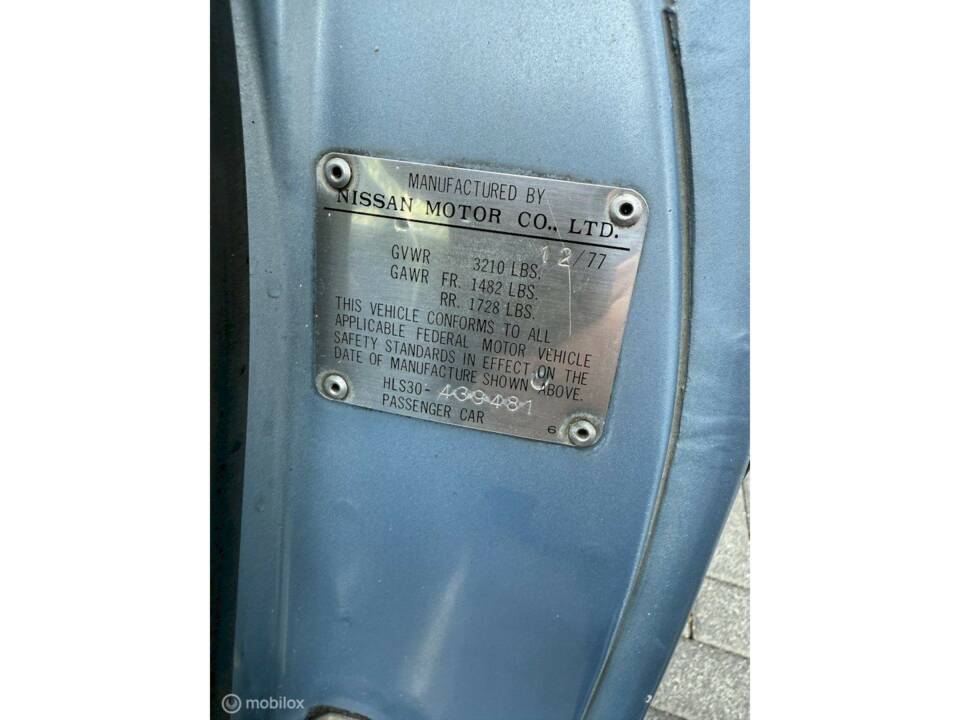 MANUFACTURED BY
NISSAN MOTOR CO., LTD.
12/77
GVWR 3210 LBS.
GAWR FR. 1482 LBS.
RR. 1728 LBS.
THIS VEHICLE CONFORMS TO ALL
APPLICABLE FEDERAL MOTOR VEHICLE
SAFETY STANDARDS IN EFFECT ON THE
DATE OF MANUFACTURE SHOWN ABOVE.
HLS30-439481
PASSENGER CAR
6
mobilox